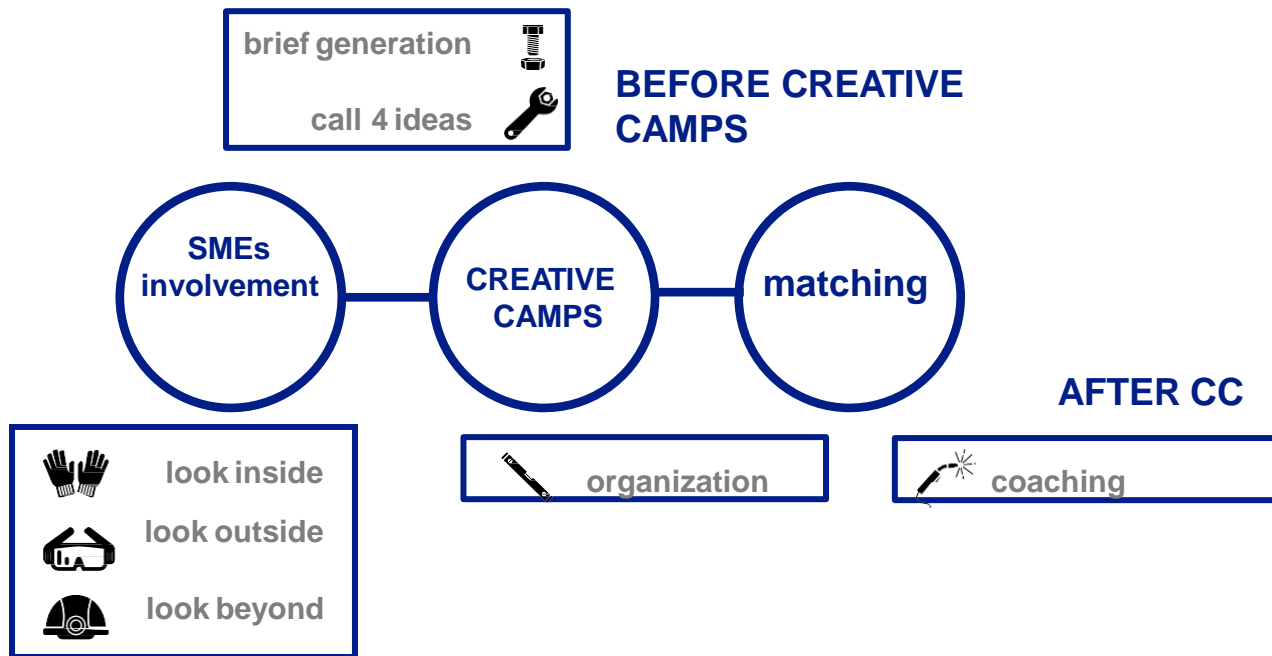 brief generation
call 4 ideas
BEFORE CREATIVE
CAMPS
SMEs
involvement
CREATIVE
CAMPS
matching
AFTER CC
look inside
look outside
look beyond
organization
coaching